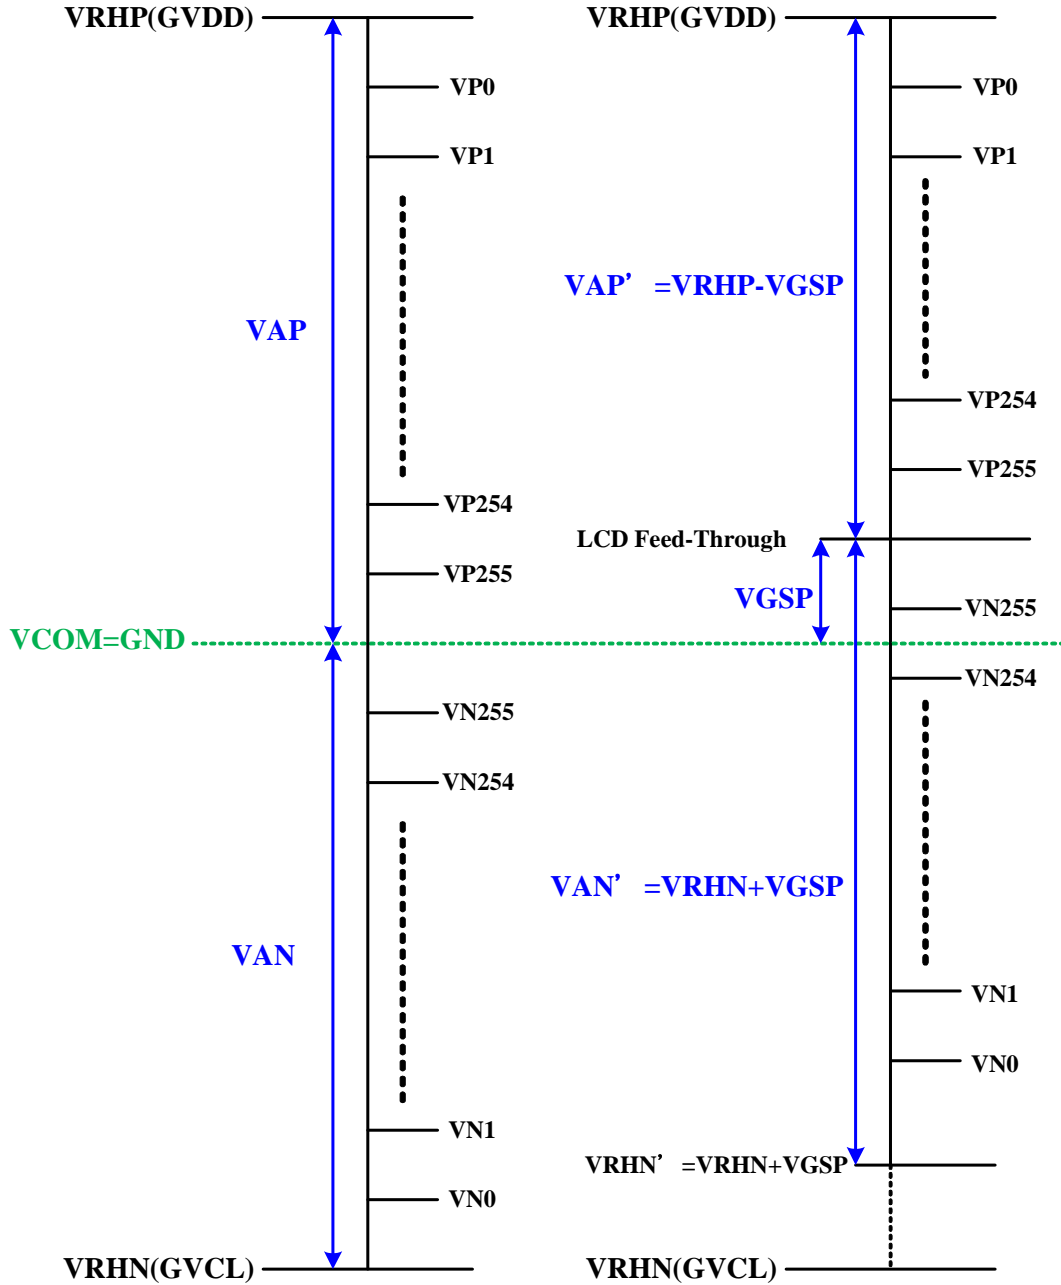 VRHP(GVDD)
VP0
VP1
VAP
VP254
VP255
VCOM=GND
VN255
VN254
VAN
VN1
VN0
VRHN(GVCL)
VRHP(GVDD)
VP0
VP1
VAP’=VRHP-VGSP
VP254
VP255
LCD Feed-Through
VGSP
VN255
VN254
VAN’=VRHN+VGSP
VN1
VN0
VRHN’=VRHN+VGSP
VRHN(GVCL)